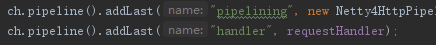 ch.pipeline().addLast( name: "pipelining", new Netty4HttpPipe
ch.pipeline().addLast( name: "handler", requestHandler);